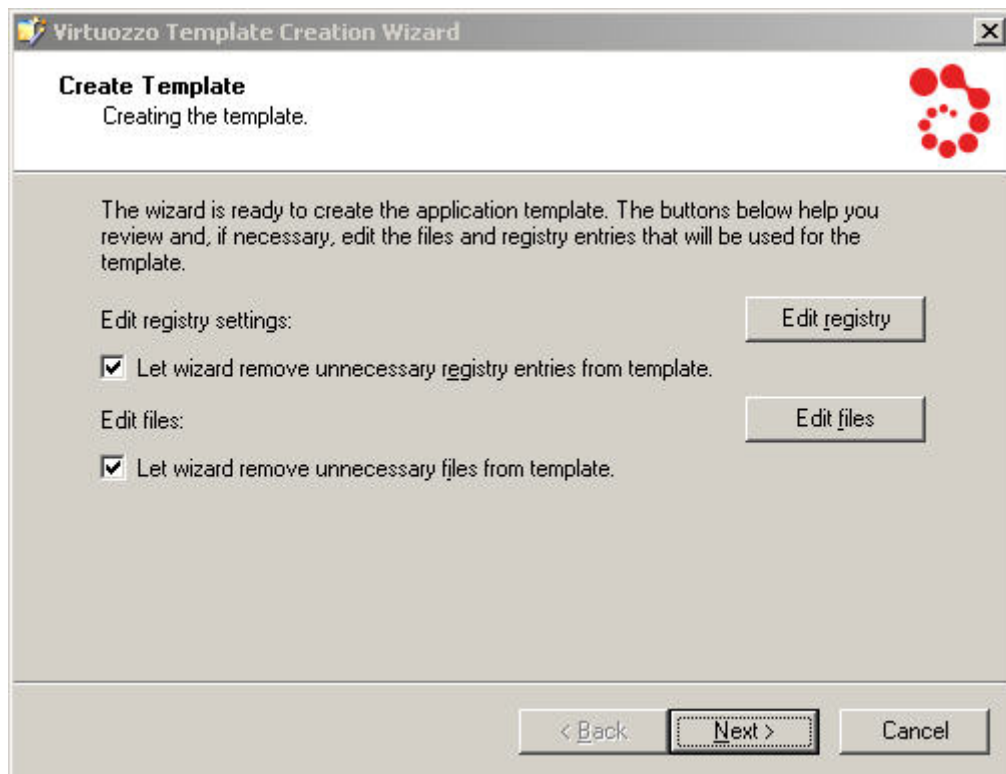 Virtuozzo Template Creation Wizard
Create Template
Creating the template.
The wizard is ready to create the application template. The buttons below help you
review and, if necessary, edit the files and registry entries that will be used for the
template.
Edit registry settings:
Edit registry
Let wizard remove unnecessary registry entries from template.
Edit files:
Edit files
Let wizard remove unnecessary files from template.
< Back
Next >
Cancel